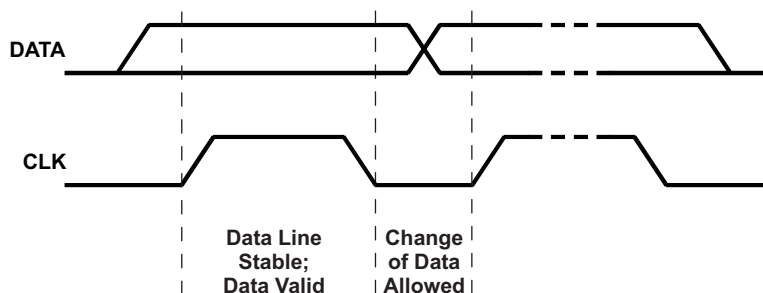 DATA
CLK
Data Line
Stable;
Data Valid
Change
of Data
Allowed